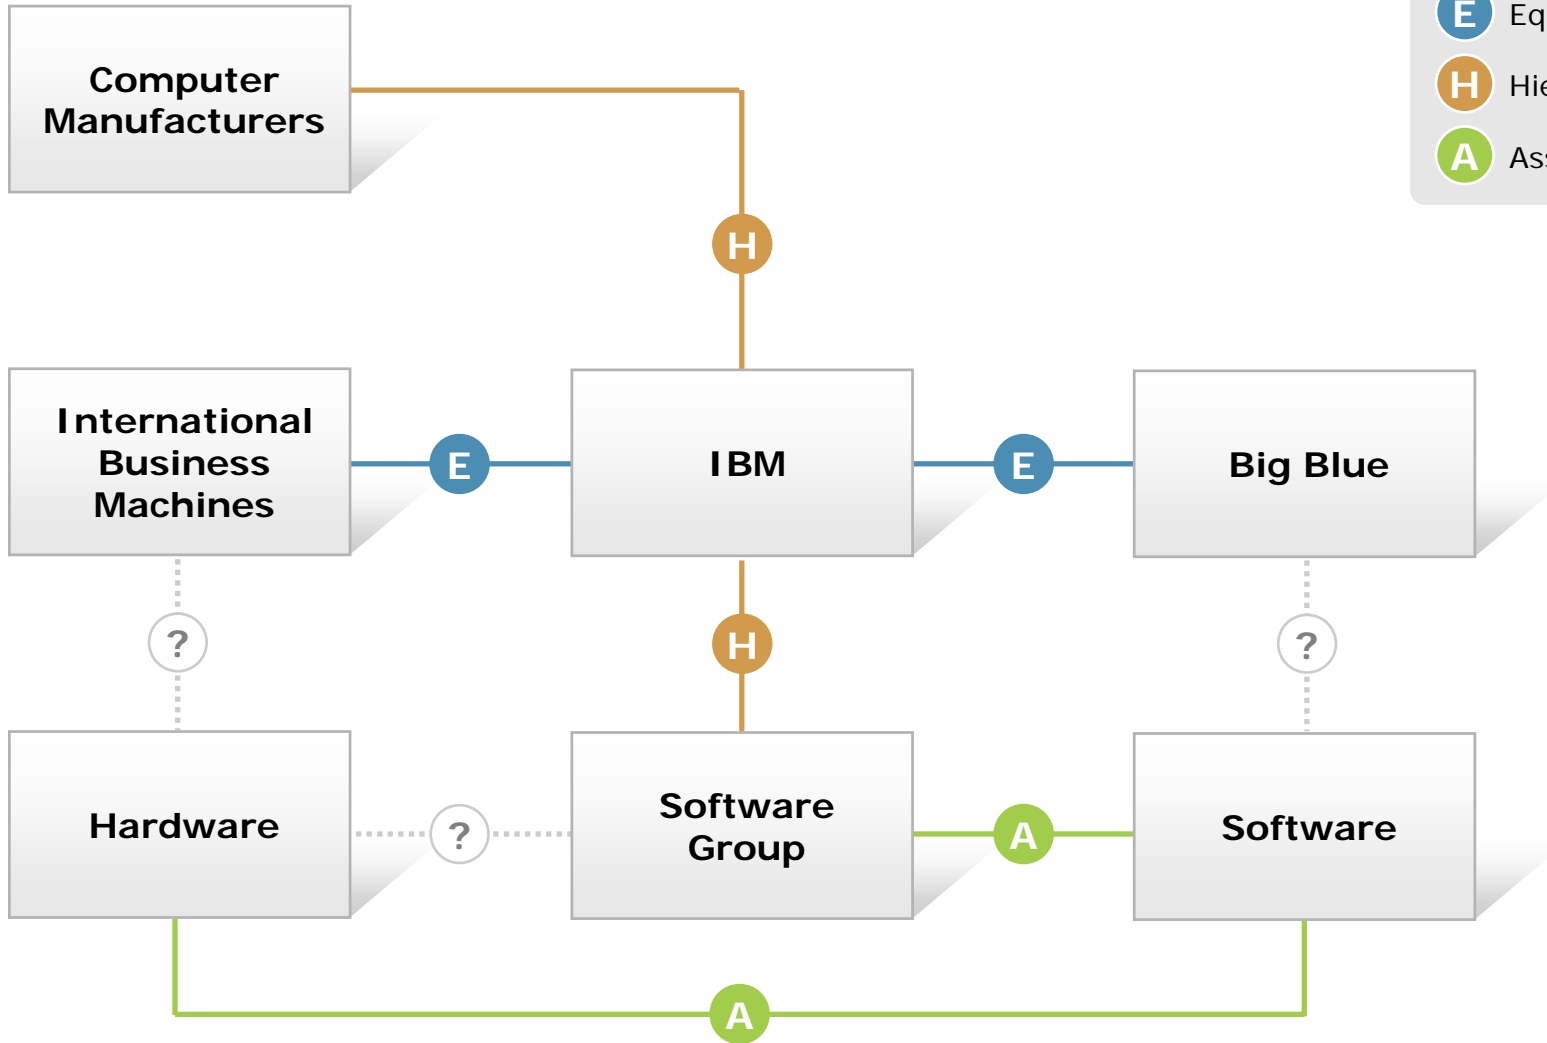 Computer
Manufacturers
E
H
A
H
International
Business
Machines
E
IBM
E
Big Blue
?
H
?
Hardware
?
Software
Group
A
Software
A